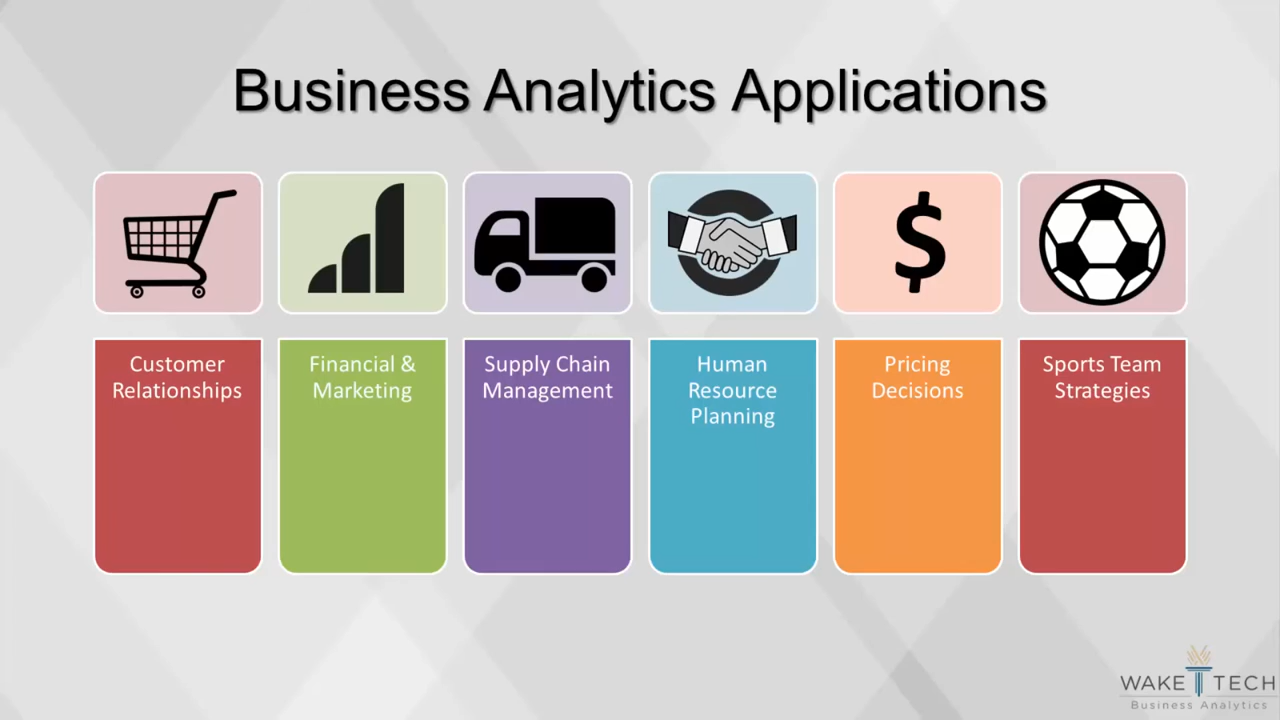 Business Analytics Applications
$
Customer
Relationships
Financial &
Marketing
Supply Chain
Management
Human
Resource
Planning
Pricing
Decisions
Sports Team
Strategies
WAKE TECH
Business Analytics